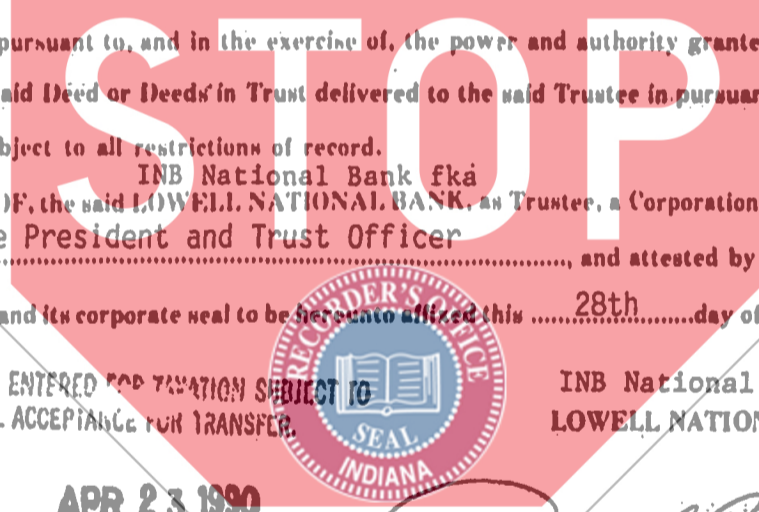 STOP
pursuant to, and in the exercise of, the power and authority grante
aid Deed or Deeds in Trust delivered to the said Trustee in pursuan
bject to all restrictions of record.
INB National Bank fka
OF, the said LOWELL NATIONAL BANK, as Trustee, a Corporation
e President and Trust Officer
, and attested by
and its corporate seal to be hereunto affixed this 28th day of
RECORDER'S OFFICE
SEAL
INDIANA
ENTERED FOR TAXATION SUBJECT TO
L ACCEPTANCE FOR TRANSFER.
INB National
LOWELL NATION
APR 23 1990